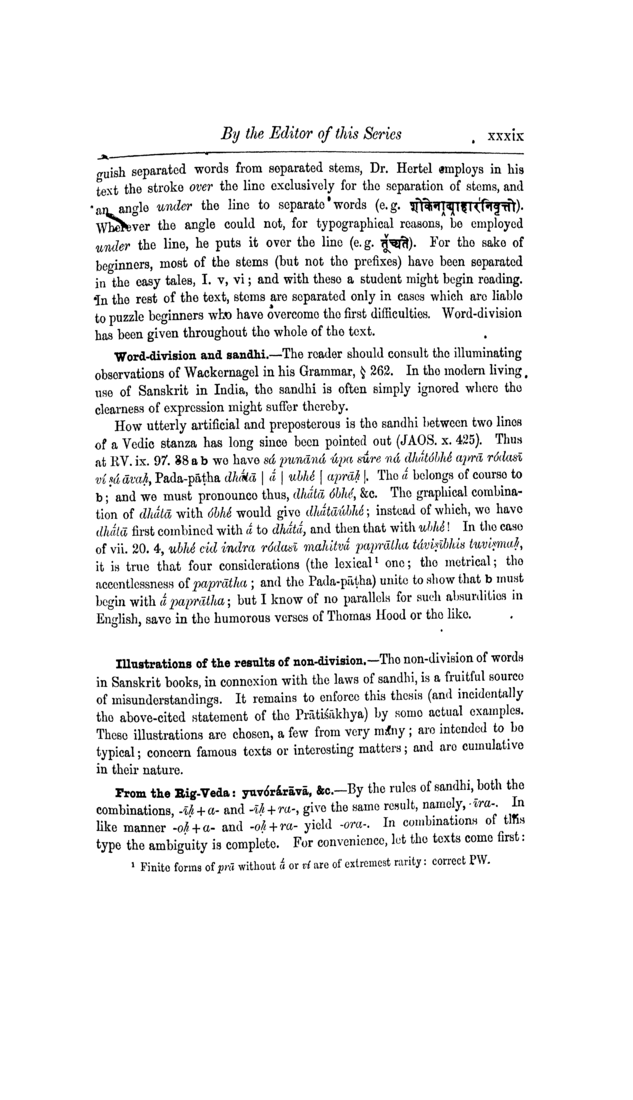 By the Editor of this Series xxxix
guish separated words from separated stems, Dr. Hertel employs in his
text the stroke over the line exclusively for the separation of stems, and
an angle under the line to separate words (e. g.
Wherever the angle could not, for typographical reasons, be employed
under the line, he puts it over the line (e. g. For the sake of
beginners, most of the stems (but not the prefixes) have been separated
in the easy tales, I. v, vi; and with these a student might begin reading.
In the rest of the text, stems are separated only in cases which are liable
to puzzle beginners who have overcome the first difficulties. Word-division
has been given throughout the whole of the text.
Word-division and sandhi.—The reader should consult the illuminating
observations of Wackernagel in his Grammar, § 262. In the modern living
use of Sanskrit in India, the sandhi is often simply ignored where the
clearness of expression might suffer thereby.
How utterly artificial and preposterous is the sandhi between two lines
of a Vedic stanza has long since been pointed out (JAOS. x. 425). Thus
at RV. ix. 97. 38 a b we have sá punāná úpa sū́re ná dhā́tóbhé aprā ródasī
ví ṣá āvaḥ, Pada-pāṭha dhā́tā | ā́ | ubhé | aprāḥ |. The ā́ belongs of course to
b; and we must pronounce thus, dhā́tā óbhé, &c. The graphical combina-
tion of dhā́tā with óbhé would give dhā́tāúbhé; instead of which, we have
dhā́tā first combined with ā́ to dhā́tā́, and then that with ubhé! In the case
of vii. 20. 4, ubhé cid indra ródasī mahitvā́ paprātha táviṣībhis tuviṣmaḥ,
it is true that four considerations (the lexical¹ one; the metrical; the
accentlessness of paprātha; and the Pada-pāṭha) unite to show that b must
begin with ā́ paprātha; but I know of no parallels for such absurdities in
English, save in the humorous verses of Thomas Hood or the like.
Illustrations of the results of non-division.—The non-division of words
in Sanskrit books, in connexion with the laws of sandhi, is a fruitful source
of misunderstandings. It remains to enforce this thesis (and incidentally
the above-cited statement of the Prātiśākhya) by some actual examples.
These illustrations are chosen, a few from very many; are intended to be
typical; concern famous texts or interesting matters; and are cumulative
in their nature.
From the Rig-Veda: yuvórárāvā, &c.—By the rules of sandhi, both the
combinations, -īḥ + a- and -īḥ + ra-, give the same result, namely, -īra-. In
like manner -oḥ + a- and -oḥ + ra- yield -ora-. In combinations of this
type the ambiguity is complete. For convenience, let the texts come first:
¹ Finite forms of prā without ā́ or ví are of extremest rarity: correct PW.